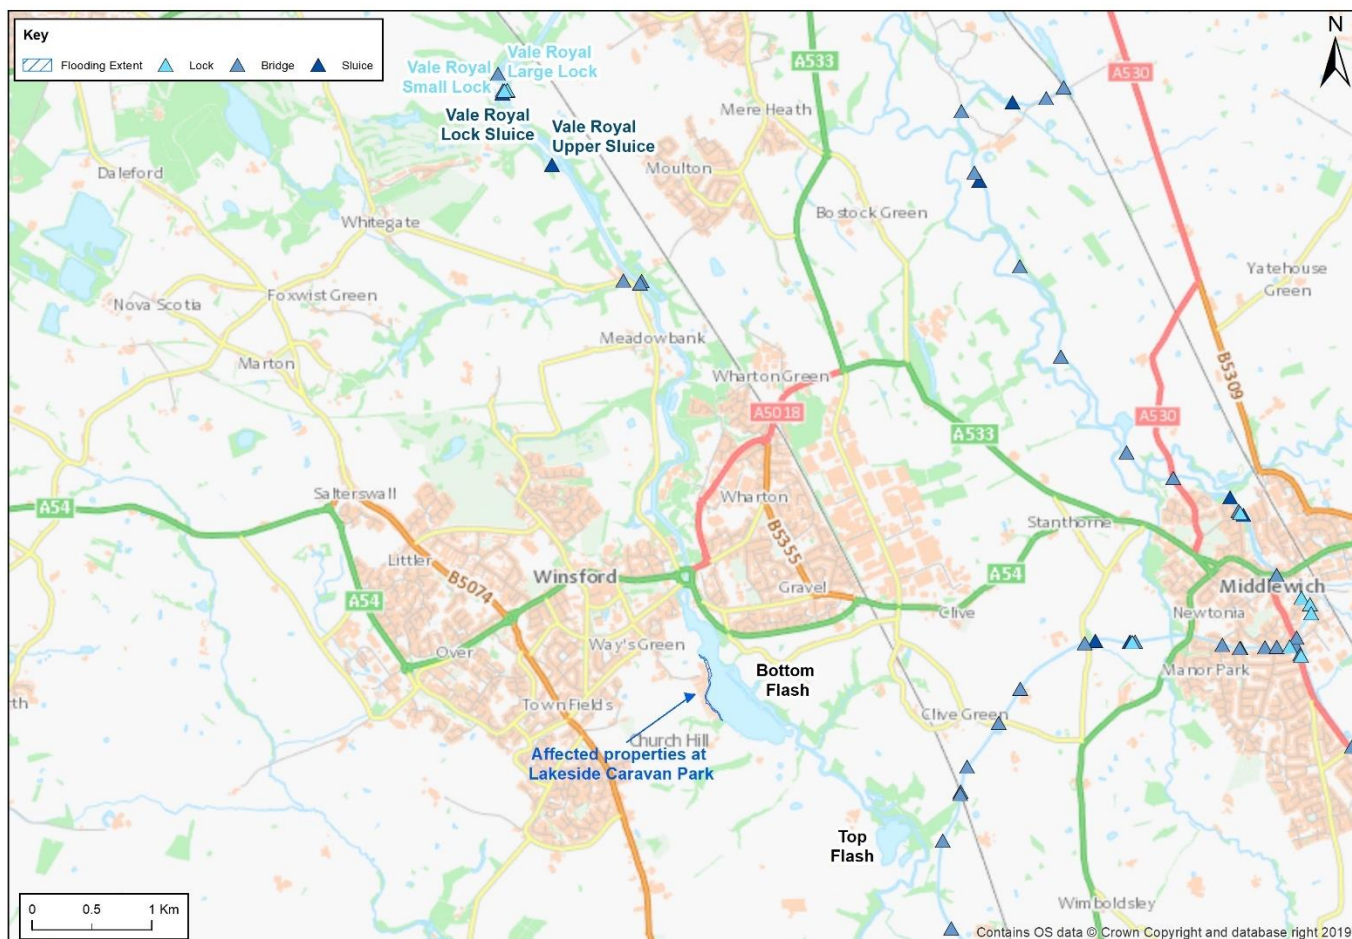 Key
Flooding Extent
Lock
Bridge
Sluice
N
Vale Royal
Large Lock
Vale Royal
Small Lock
Vale Royal
Lock Sluice
Vale Royal
Upper Sluice
A533
A530
Mere Heath
Moulton
Daleford
Whitegate
Bostock Green
Yatehouse
Green
Nova Scotia
Foxwist Green
Meadowbank
Marton
Wharton Green
B5309
A5018
A530
A533
Salterswall
A54
Wharton
Stanthorne
B5355
Littler
B5074
Winsford
Gravel
A54
Middlewich
A54
Clive
Newtonia
Way's Green
Over
Bottom
Flash
Manor Park
Town Fields
Clive Green
Church Hill
Affected properties at
Lakeside Caravan Park
rth
Top
Flash
Wimboldsley
0 0.5 1 Km
Contains OS data © Crown Copyright and database right 2019